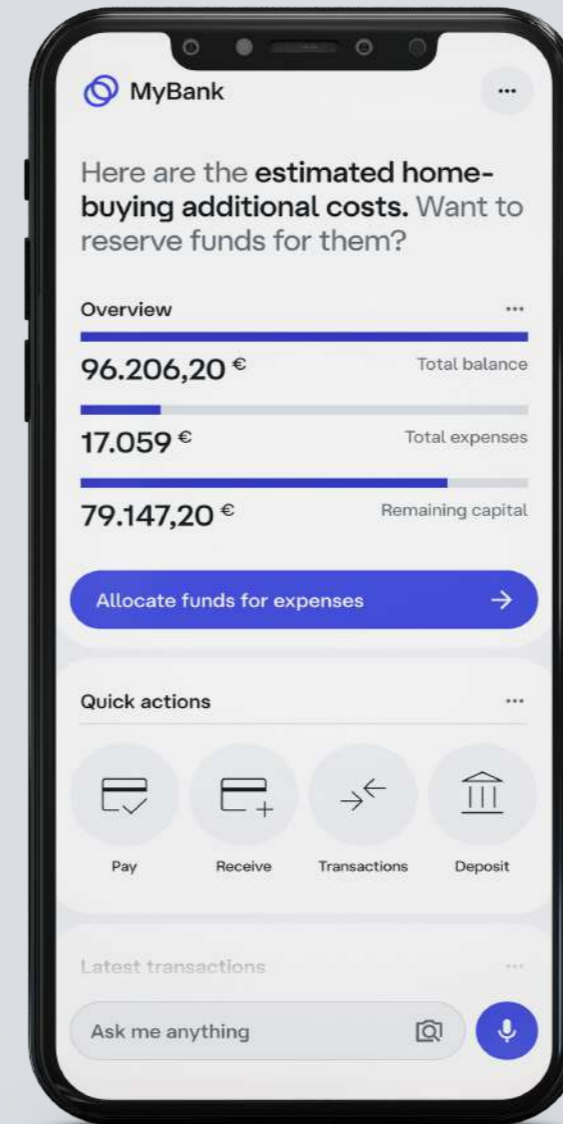 MyBank
Here are the estimated home-
buying additional costs. Want to
reserve funds for them?
Overview
96.206,20 €
Total balance
17.059 €
Total expenses
79.147,20 €
Remaining capital
Allocate funds for expenses
Quick actions
Pay
Receive
Transactions
Deposit
Latest transactions
Ask me anything